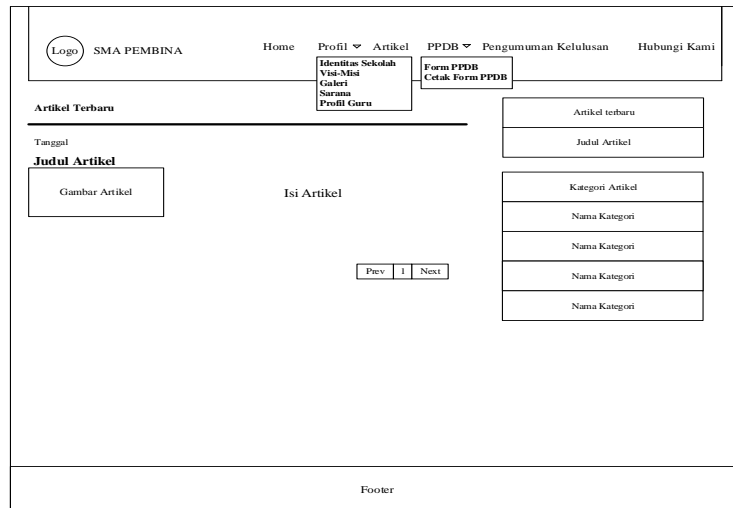 Logo SMA PEMBINA Home Profil Artikel PPDB Pengumuman Kelulusan Hubungi Kami
Identitas Sekolah
Visi-Misi
Galeri
Sarana
Profil Guru
Form PPDB
Cetak Form PPDB
Artikel Terbaru
Tanggal
Judul Artikel
Gambar Artikel
Isi Artikel
Prev 1 Next
Artikel terbaru
Judul Artikel
Kategori Artikel
Nama Kategori
Nama Kategori
Nama Kategori
Nama Kategori
Footer